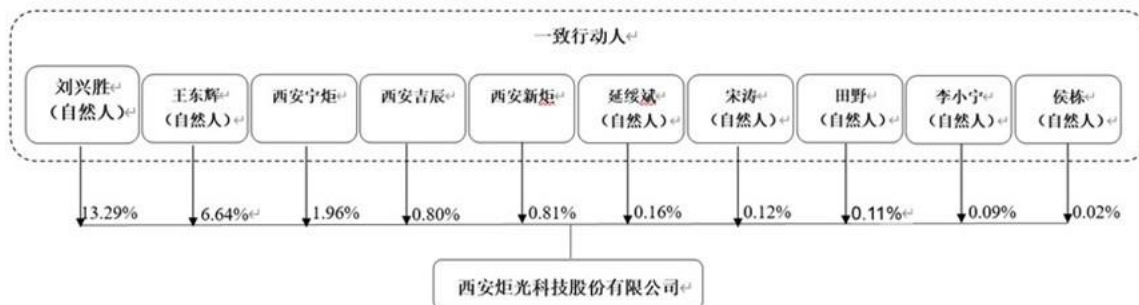 一致行动人
刘兴胜
（自然人）
王东辉
（自然人）
西安宁炬
西安吉辰
西安新炬
延绥斌
（自然人）
宋涛
（自然人）
田野
（自然人）
李小宁
（自然人）
侯栋
（自然人）
13.29%
6.64%
1.96%
0.80%
0.81%
0.16%
0.12%
0.11%
0.09%
0.02%
西安炬光科技股份有限公司